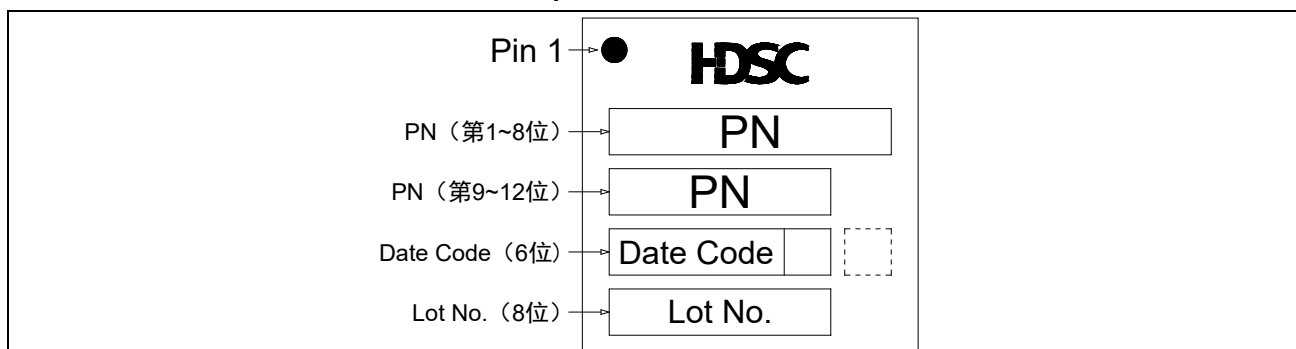 Pin 1
HDSC
PN（第1~8位）
PN
PN（第9~12位）
PN
Date Code（6位）
Date Code
Lot No.（8位）
Lot No.